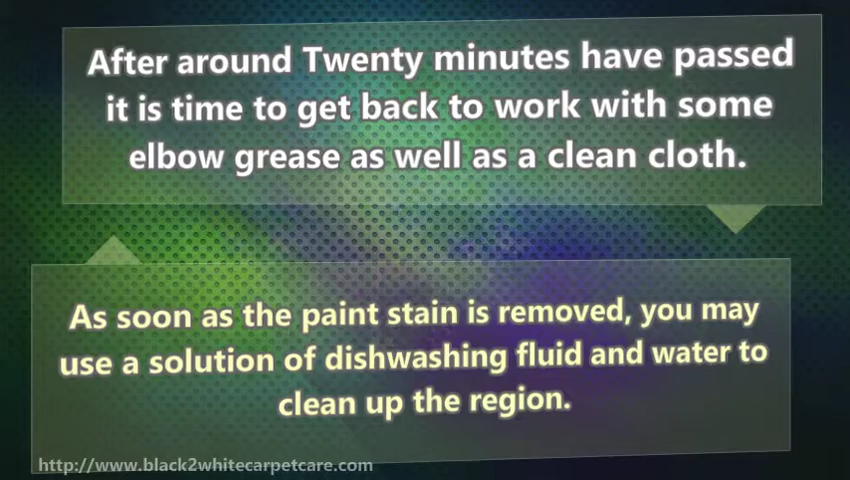 After around Twenty minutes have passed
it is time to get back to work with some
elbow grease as well as a clean cloth.
As soon as the paint stain is removed, you may
use a solution of dishwashing fluid and water to
clean up the region.
http://www.black2whitecarpetcare.com